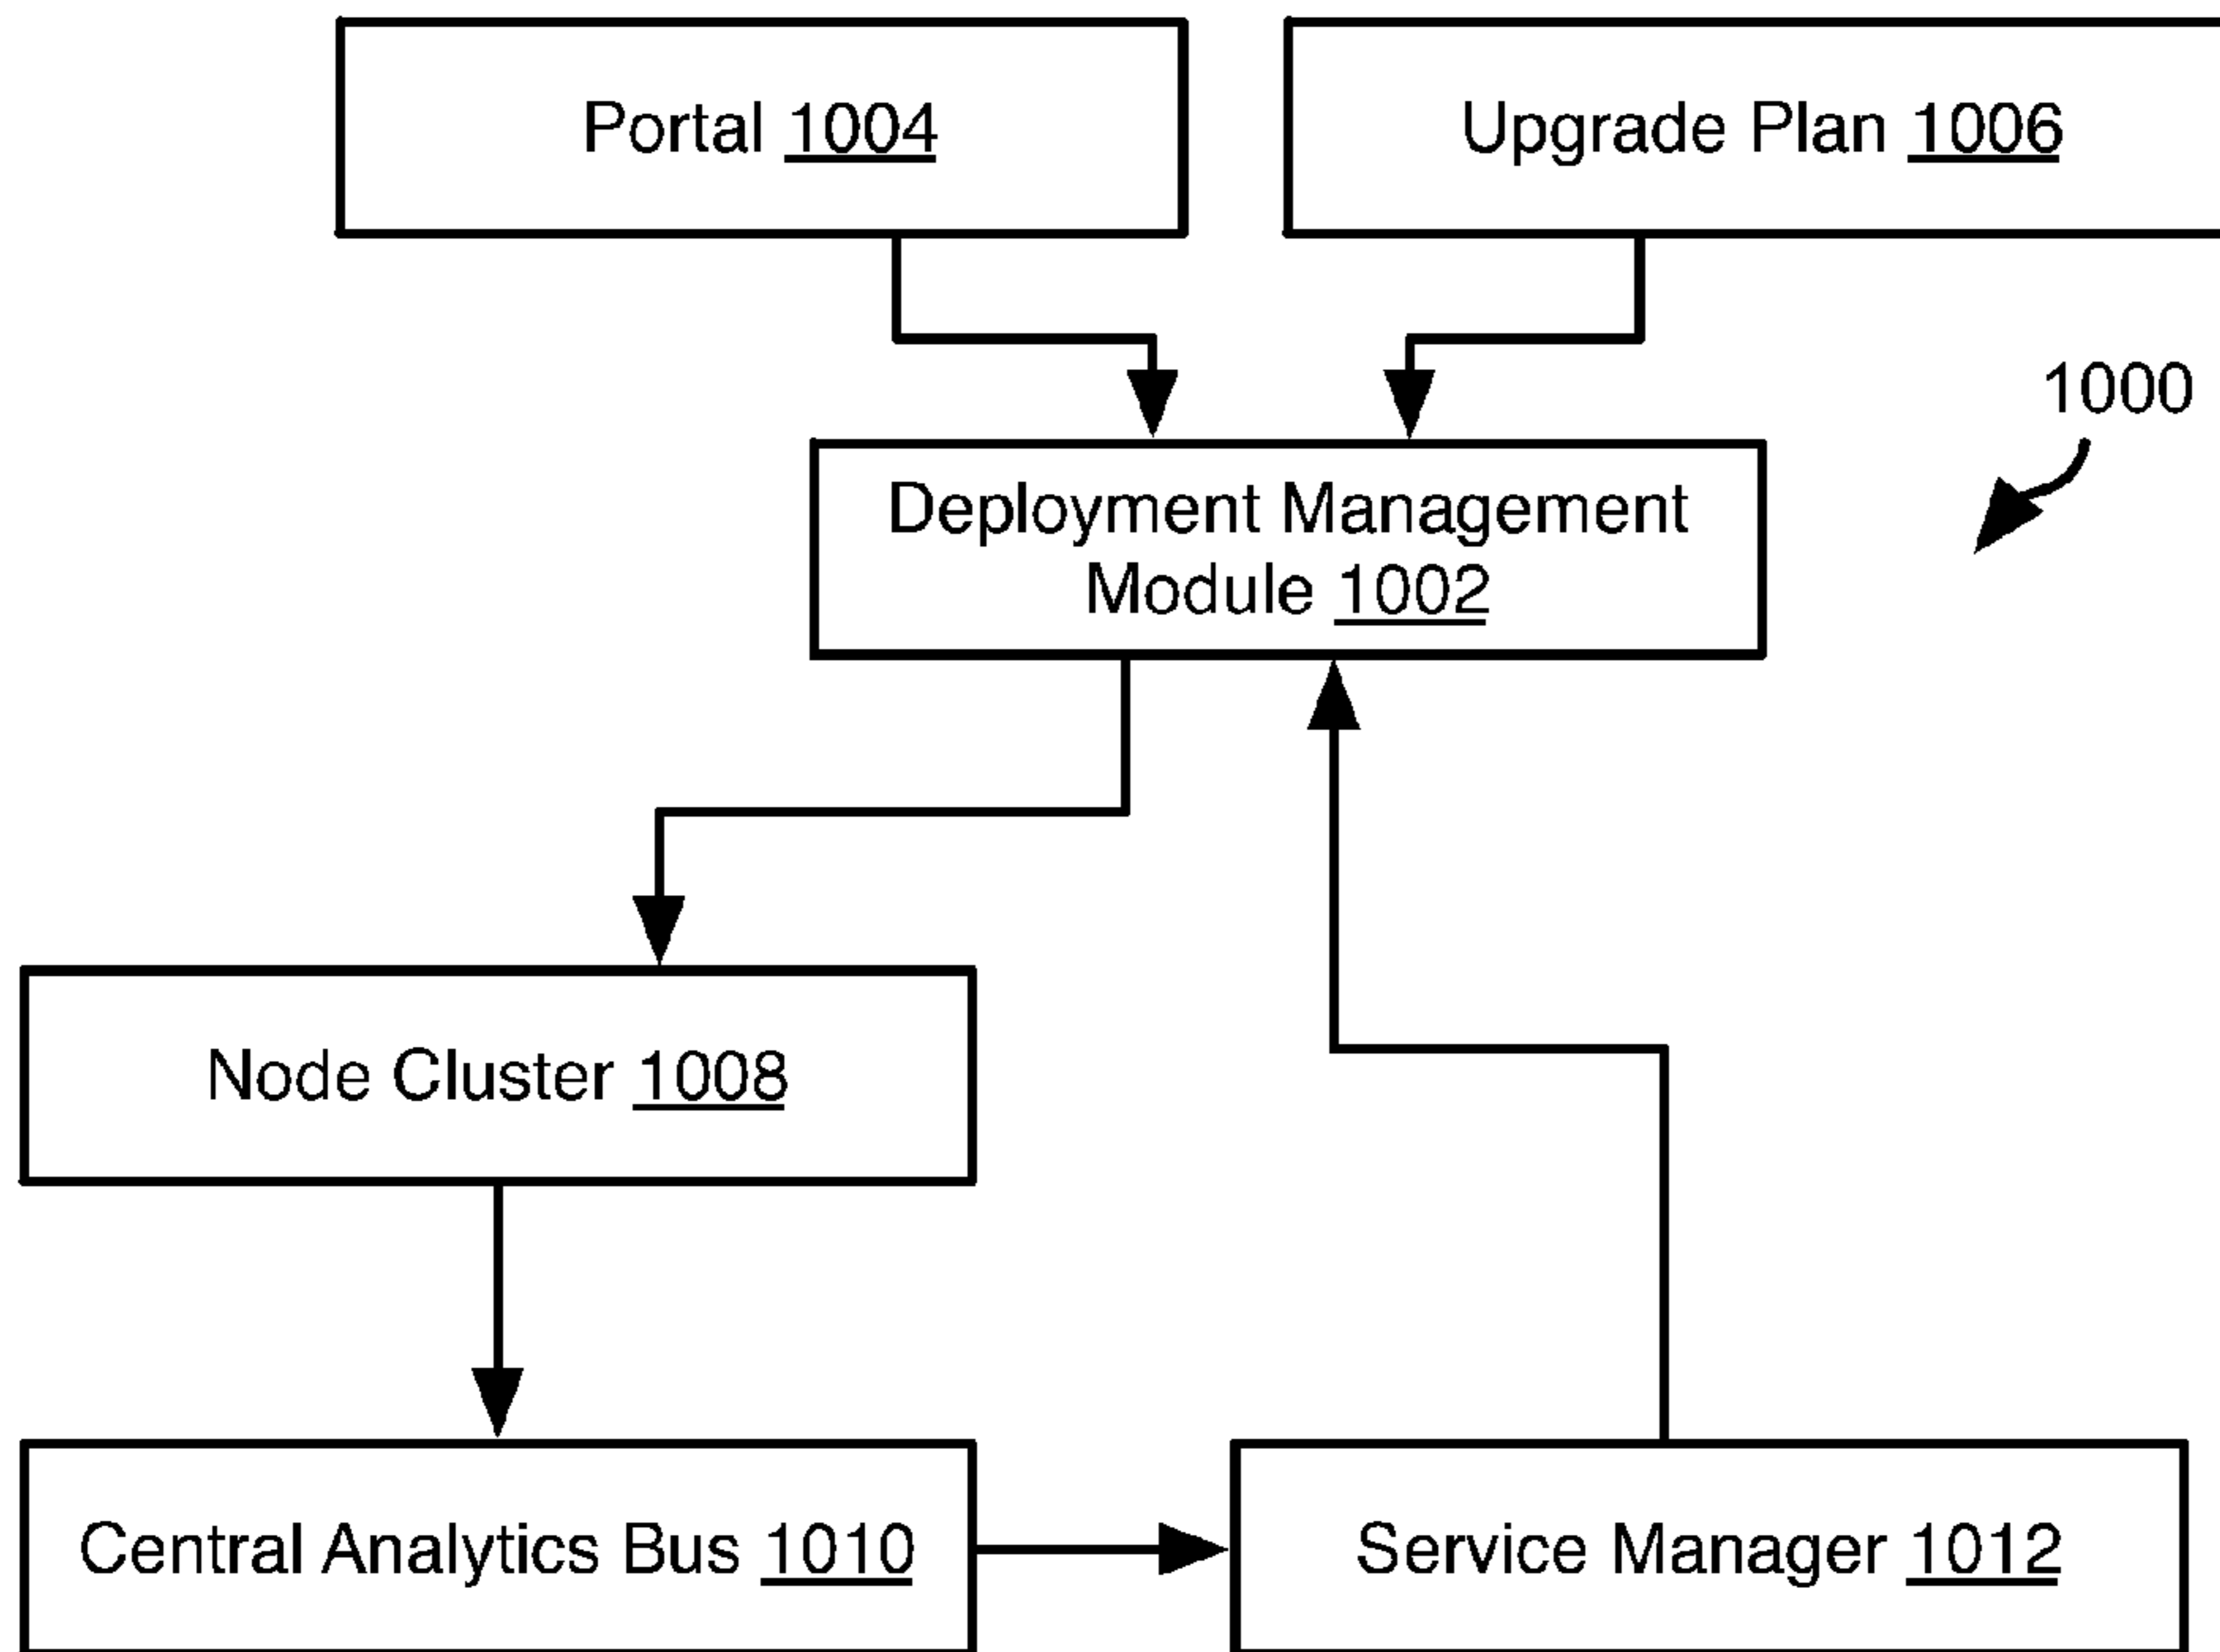 Portal 1004
Upgrade Plan 1006
1000
Deployment Management
Module 1002
Node Cluster 1008
Central Analytics Bus 1010
Service Manager 1012